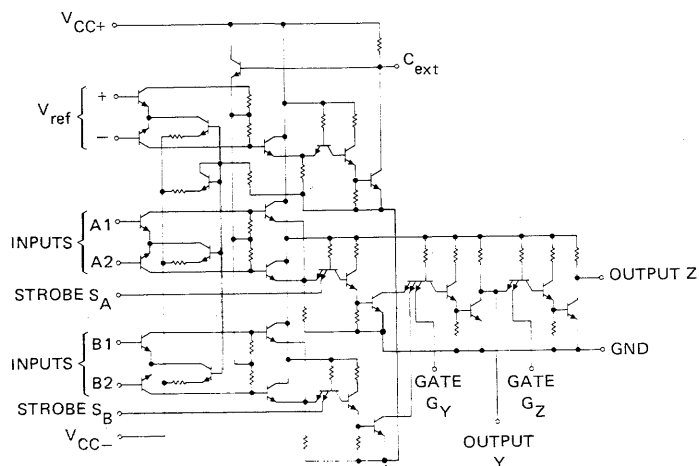 VCC+
Cext
Vref { +
−
INPUTS { A1
A2
OUTPUT Z
STROBE SA
INPUTS { B1
B2
GND
GATE GY
GATE GZ
STROBE SB
OUTPUT Y
VCC−